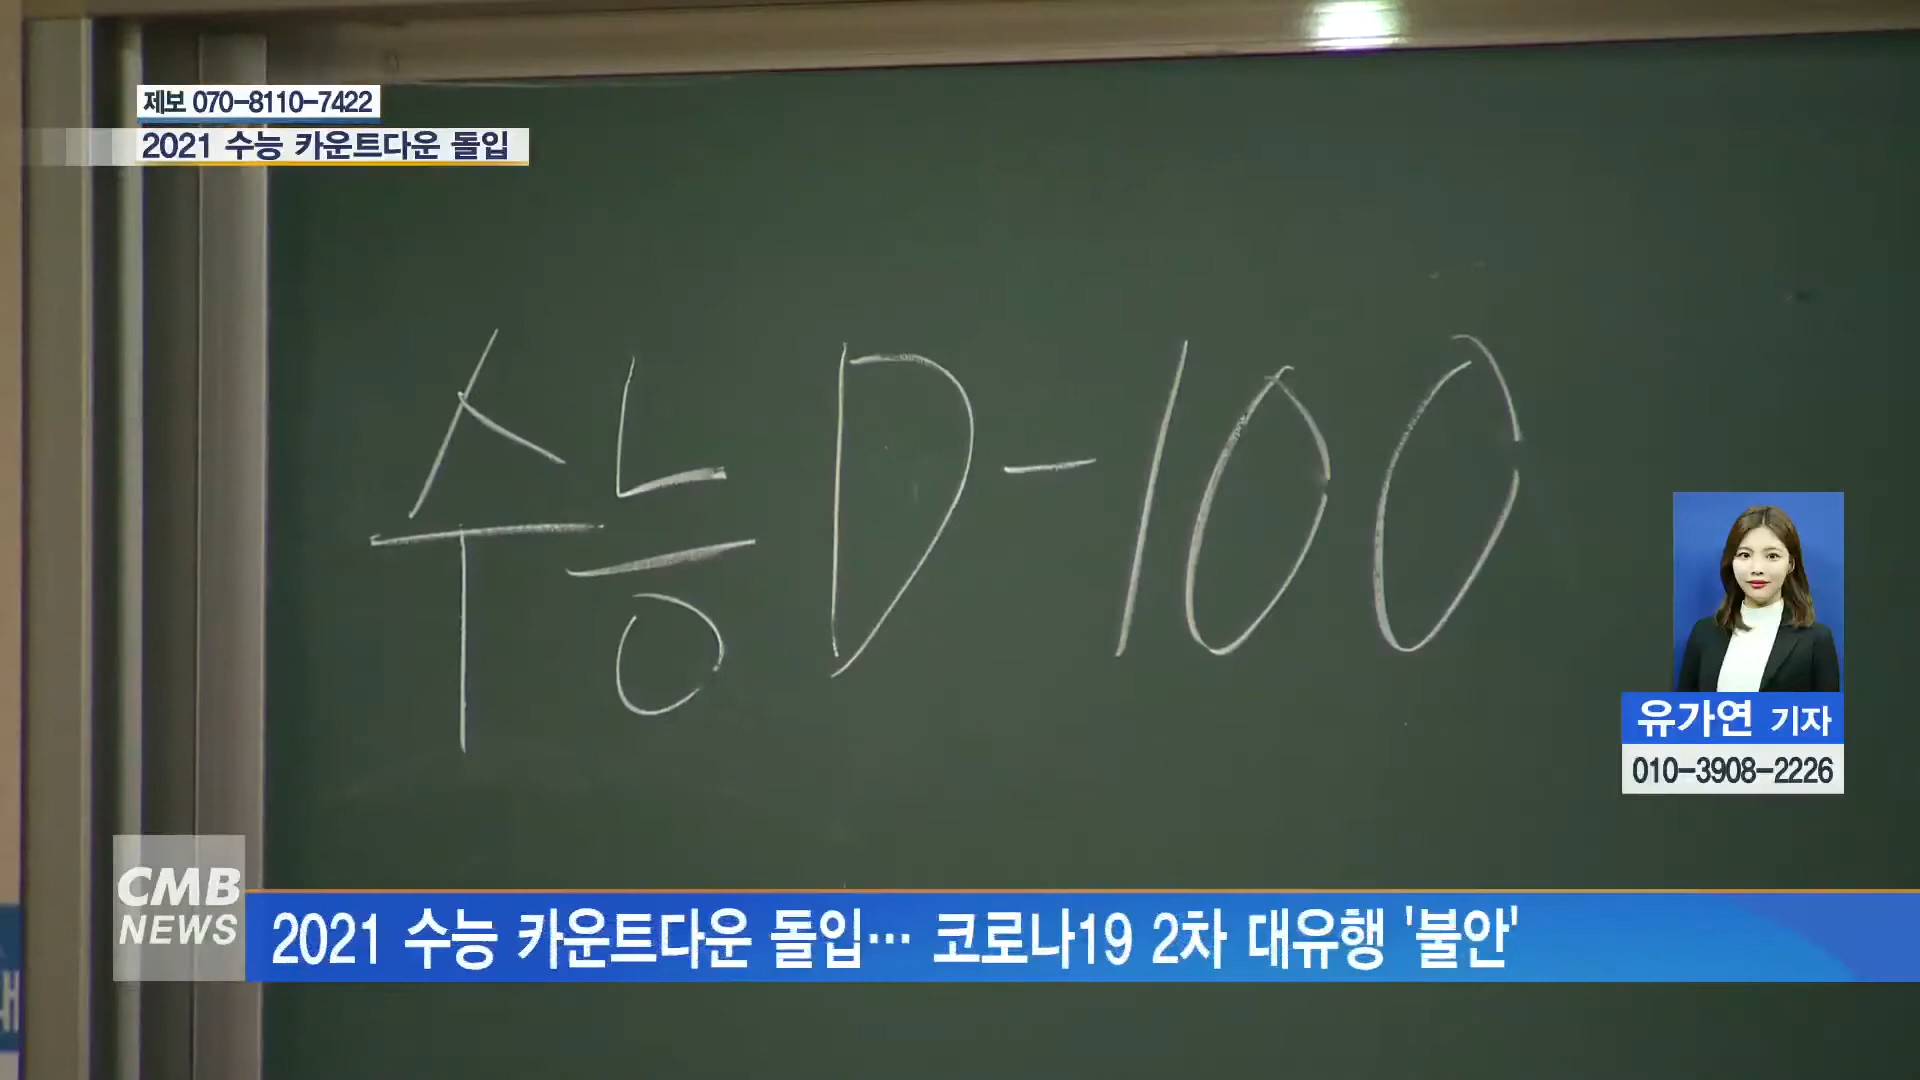 제보 070-8110-7422
2021 수능 카운트다운 돌입
수능 D-100
유가연 기자
010-3908-2226
CMB
NEWS
2021 수능 카운트다운 돌입… 코로나19 2차 대유행 '불안'